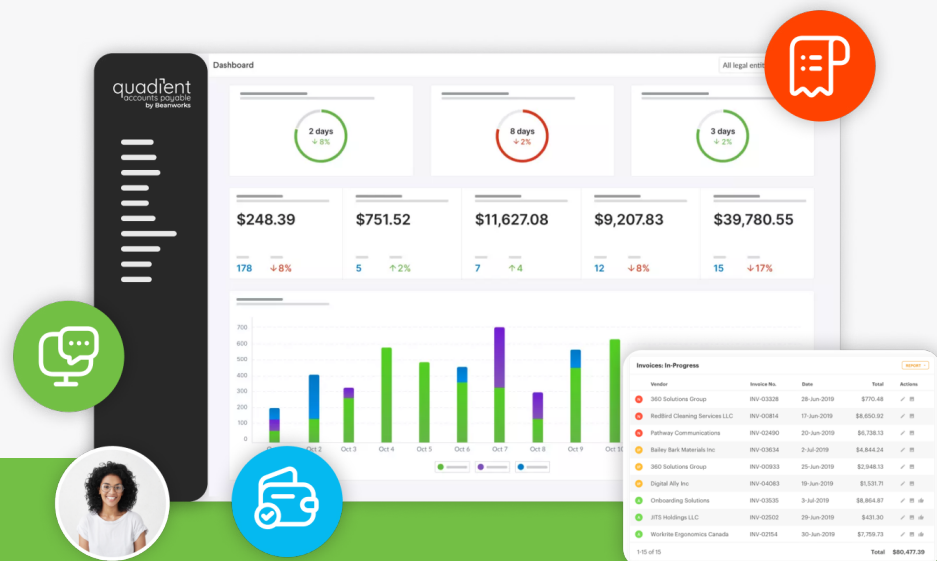 quadient
accounts payable
by Beanworks
Dashboard
All legal
2 days
↓ 8%
8 days
↓ 2%
3 days
↓ 2%
$248.39
$751.52
$11,627.08
$9,207.83
$39,780.55
178 ↓8%
5 ↑2%
7 ↑4
12 ↓8%
15 ↓17%
700
600
500
400
300
200
100
0
Oct 2 Oct 3 Oct 4 Oct 5 Oct 6 Oct 7 Oct 8 Oct 9 Oct 10
Invoices: In-Progress
REPORT
Vendor Invoice No. Date Total Actions
360 Solutions Group INV-03328 28-Jun-2019 $770.48
RedBird Cleaning Services LLC INV-00814 17-Jun-2019 $8,650.92
Pathway Communications INV-02490 20-Jun-2019 $6,738.13
Bailey Bark Materials Inc INV-03634 2-Jul-2019 $4,844.24
360 Solutions Group INV-00933 25-Jun-2019 $2,948.13
Digital Ally Inc INV-04083 19-Jun-2019 $1,531.71
Onboarding Solutions INV-03535 3-Jul-2019 $8,864.87
JITS Holdings LLC INV-02502 29-Jun-2019 $431.30
Workrite Ergonomics Canada INV-02154 30-Jun-2019 $7,759.73
1-15 of 15 Total $80,477.39